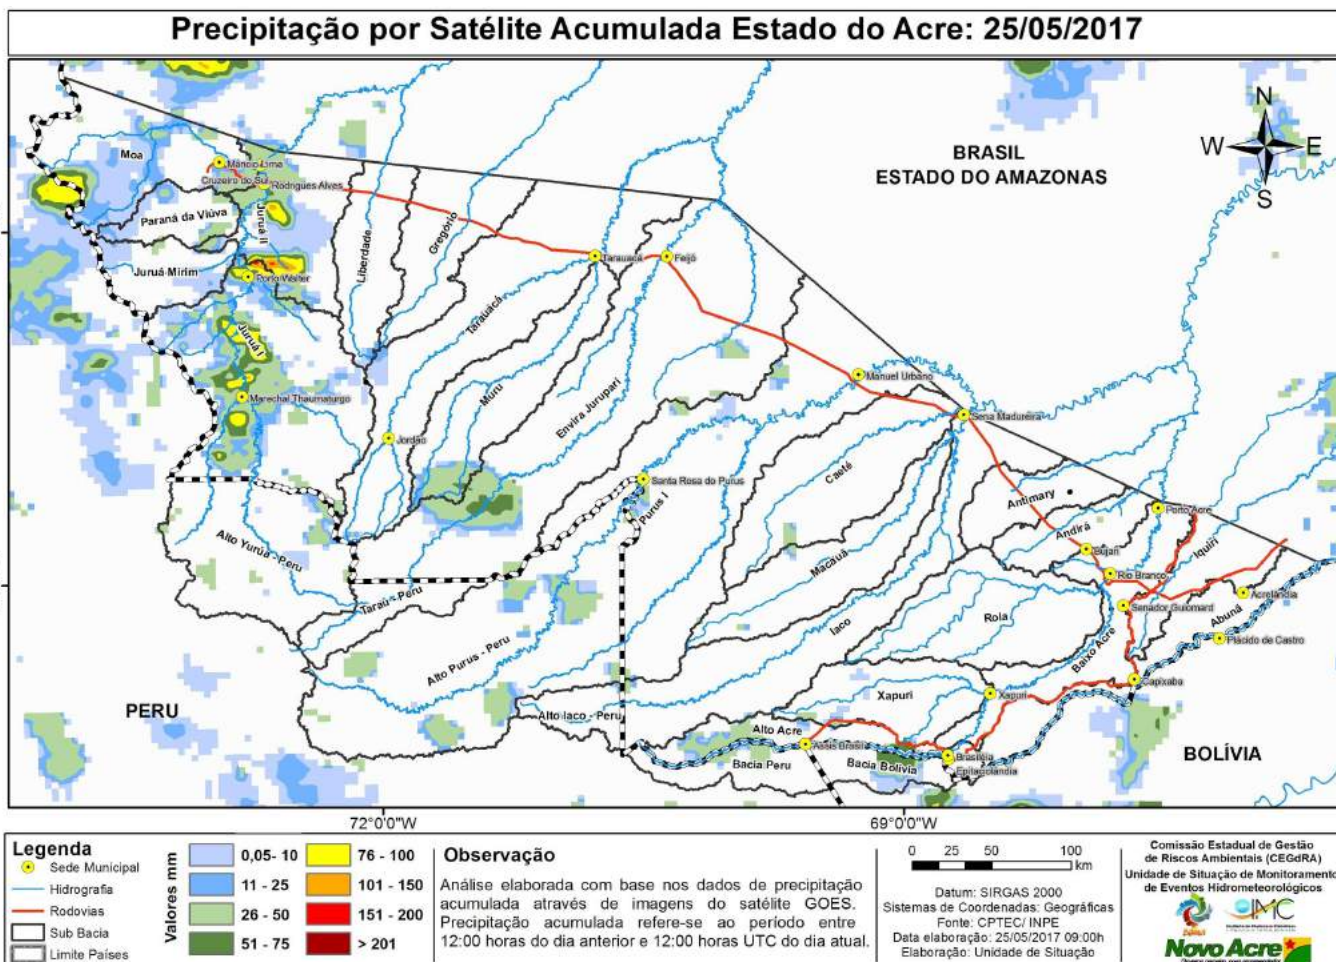 Precipitação por Satélite Acumulada Estado do Acre: 25/05/2017
N
W E
S
BRASIL
ESTADO DO AMAZONAS
Moa
Mâncio Lima
Cruzeiro do Sul
Rodrigues Alves
Paraná da Viúva
Juruá II
Juruá-Mirim
Porto Walter
Liberdade
Gregório
Tarauacá
Feijó
Tarauacá
Juruá I
Muru
Envira Jurupari
Manuel Urbano
Marechal Thaumaturgo
Sena Madureira
Jordão
Caeté
Santa Rosa do Purus
Purus I
Antimary
Porto Acre
Andirá
Bujari
Iquiri
Alto Yurúa - Peru
Macauã
Rio Branco
Taraú - Peru
Acrelândia
Senador Guiomard
Abunã
Iaco
Rola
Plácido de Castro
Baixo Acre
Alto Purus - Peru
Capixaba
Xapuri
Xapuri
PERU
Alto Iaco - Peru
Alto Acre
Assis Brasil
Brasiléia
Epitaciolândia
Bacia Peru
Bacia Bolívia
BOLÍVIA
72°0'0"W
69°0'0"W
Legenda
Sede Municipal
Hidrografia
Rodovias
Sub Bacia
Limite Países
Valores mm
0,05- 10
11 - 25
26 - 50
51 - 75
76 - 100
101 - 150
151 - 200
> 201
Observação
Análise elaborada com base nos dados de precipitação
acumulada através de imagens do satélite GOES.
Precipitação acumulada refere-se ao período entre
12:00 horas do dia anterior e 12:00 horas UTC do dia atual.
0 25 50 100
km
Datum: SIRGAS 2000
Sistemas de Coordenadas: Geográficas
Fonte: CPTEC/ INPE
Data elaboração: 25/05/2017 09:00h
Elaboração: Unidade de Situação
Comissão Estadual de Gestão
de Riscos Ambientais (CEGdRA)
Unidade de Situação de Monitoramento
de Eventos Hidrometeorológicos
IMC
Novo Acre